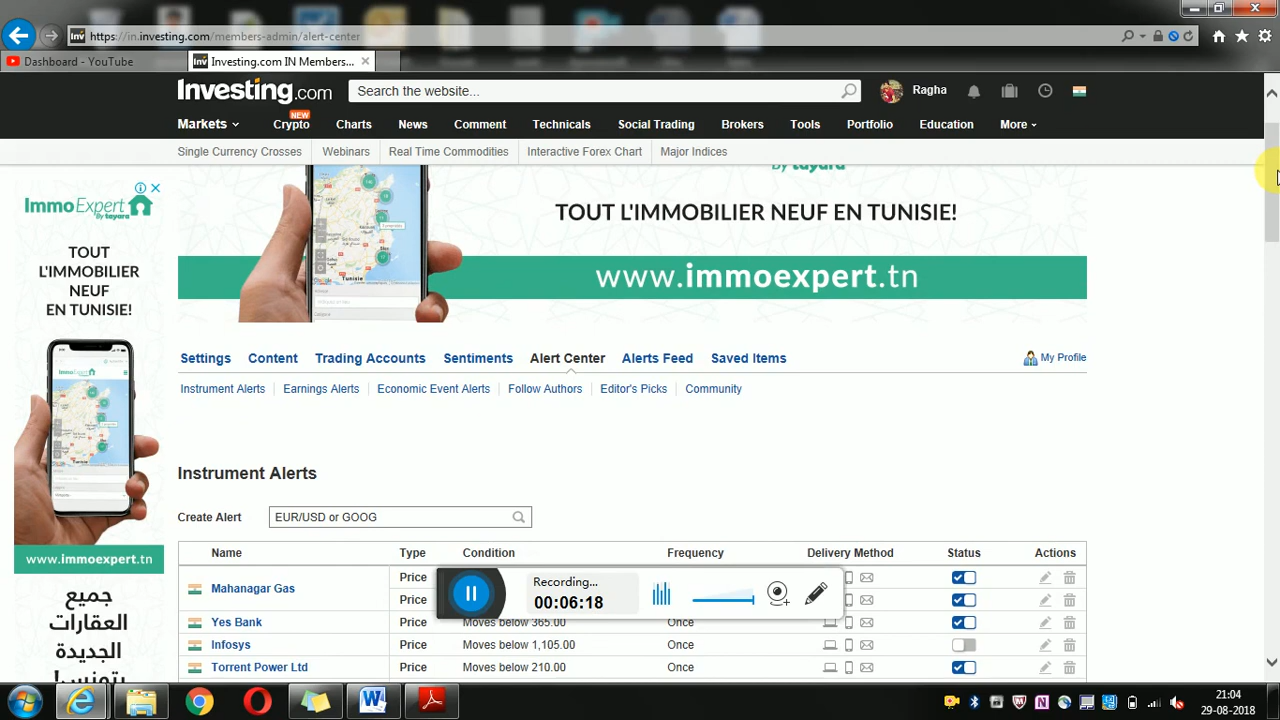 https://in.investing.com/members-admin/alert-center
Dashboard - YouTube
Inv Investing.com IN Members...
Investing.com
Search the website...
Ragha
NEW
Markets Crypto Charts News Comment Technicals Social Trading Brokers Tools Portfolio Education More
Single Currency Crosses Webinars Real Time Commodities Interactive Forex Chart Major Indices
By tayara
TOUT L'IMMOBILIER NEUF EN TUNISIE!
www.immoexpert.tn
ImmoExpert
By tayara
TOUT
L'IMMOBILIER
NEUF
EN TUNISIE!
www.immoexpert.tn
جميع
العقارات
الجديدة
بتونس!
Settings Content Trading Accounts Sentiments Alert Center Alerts Feed Saved Items My Profile
Instrument Alerts Earnings Alerts Economic Event Alerts Follow Authors Editor's Picks Community
Instrument Alerts
Create Alert EUR/USD or GOOG
Name Type Condition Frequency Delivery Method Status Actions
Mahanagar Gas Price
Price
Yes Bank Price Moves below 365.00 Once
Infosys Price Moves below 1,105.00 Once
Torrent Power Ltd Price Moves below 210.00 Once
Recording...
00:06:18
21:04
29-08-2018